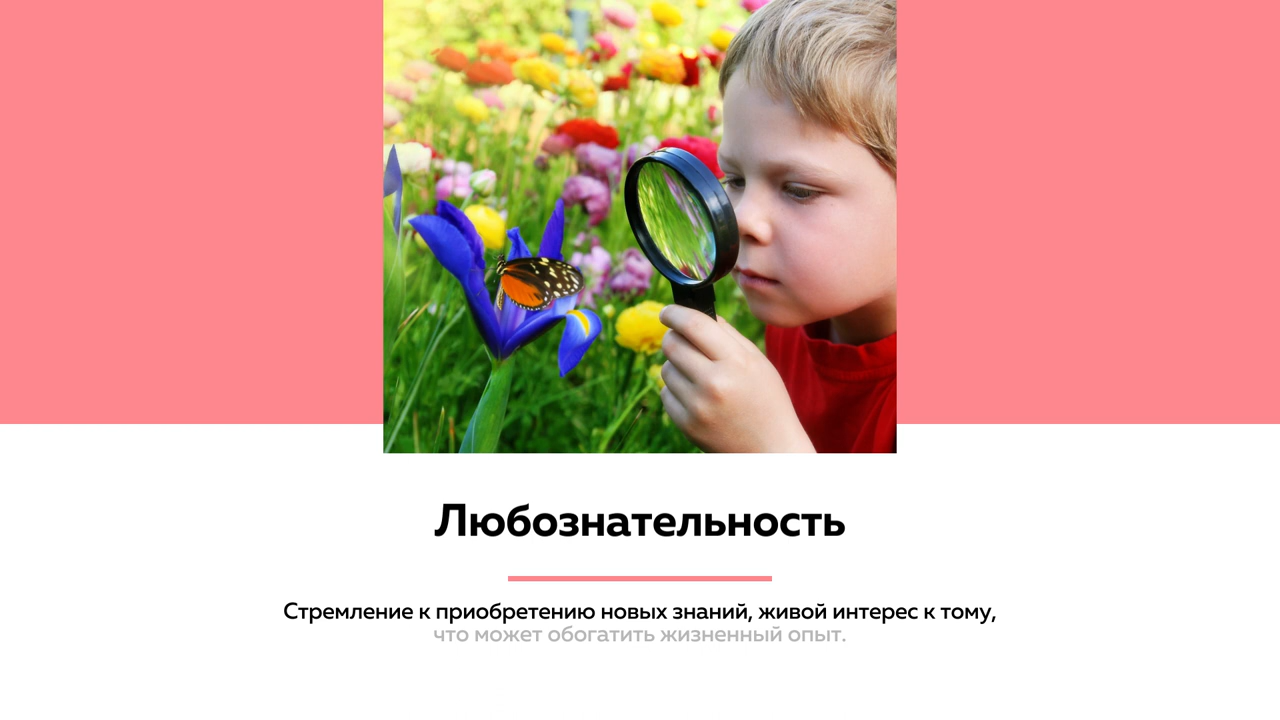 Любознательность
Стремление к приобретению новых знаний, живой интерес к тому,
что может обогатить жизненный опыт.